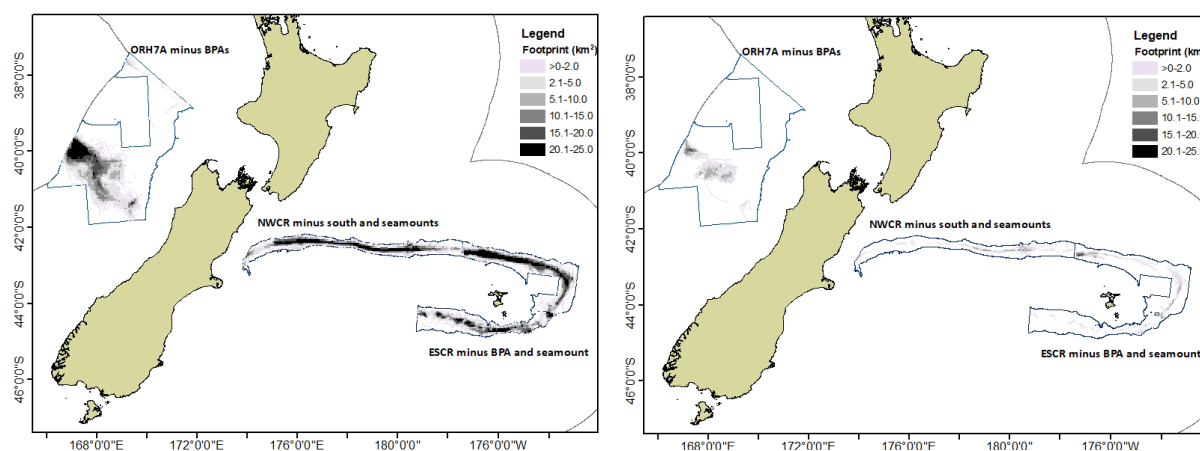 ORH7A minus BPAs
Legend
Footprint (km²)
>0-2.0
2.1-5.0
5.1-10.0
10.1-15.0
15.1-20.0
20.1-25.0
NWCR minus south and seamounts
ESCR minus BPA and seamount
38°0'0"S
40°0'0"S
42°0'0"S
44°0'0"S
46°0'0"S
168°0'0"E
172°0'0"E
176°0'0"E
180°0'0"
176°0'0"W
ORH7A minus BPAs
Legend
Footprint (km
>0-2.0
2.1-5.0
5.1-10.0
10.1-15.
15.1-20.
20.1-25.
NWCR minus south and seamounts
ESCR minus BPA and seamount
38°0'0"S
40°0'0"S
42°0'0"S
44°0'0"S
46°0'0"S
168°0'0"E
172°0'0"E
176°0'0"E
180°0'0"
176°0'0"W